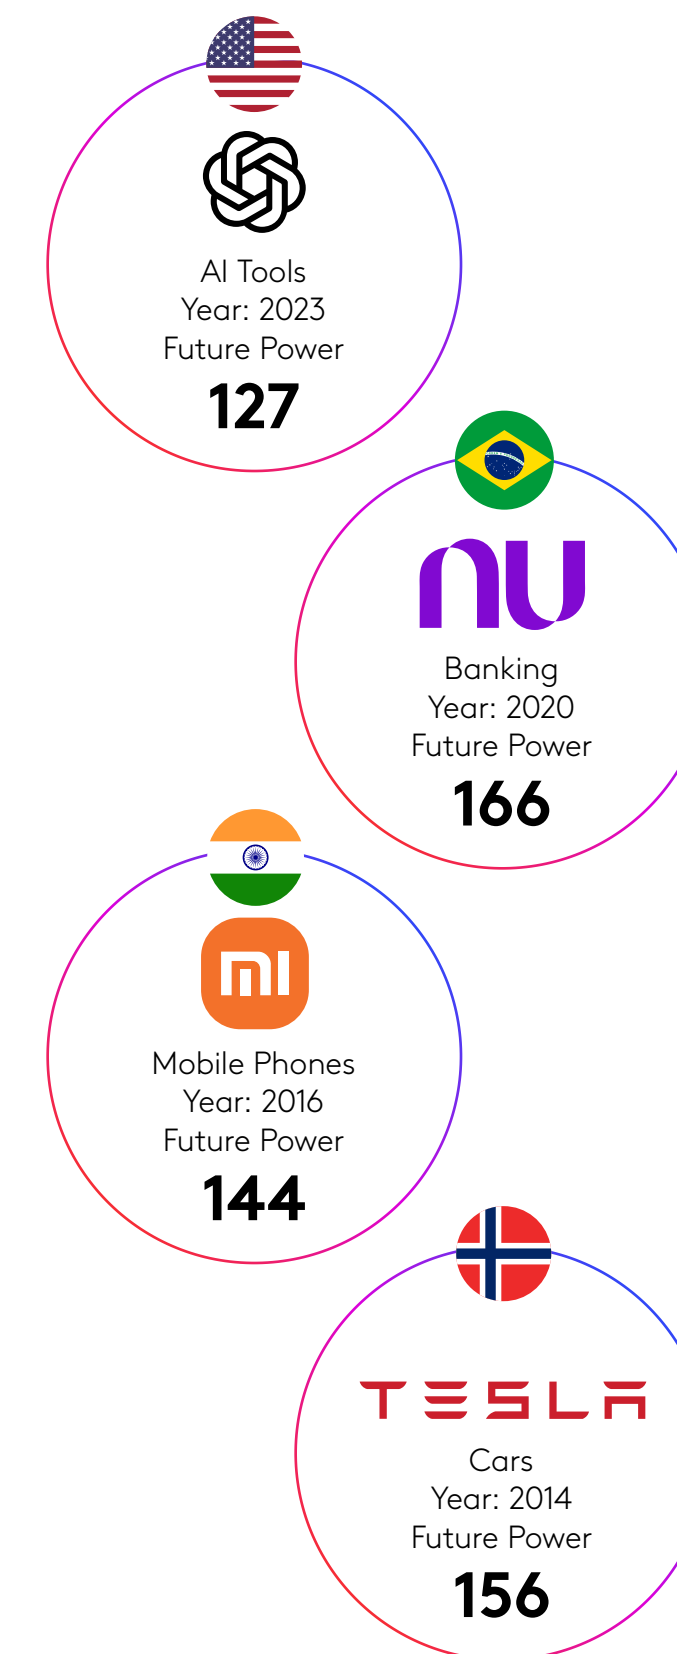 AI Tools
Year: 2023
Future Power
127
nu
Banking
Year: 2020
Future Power
166
mi
Mobile Phones
Year: 2016
Future Power
144
TESLA
Cars
Year: 2014
Future Power
156